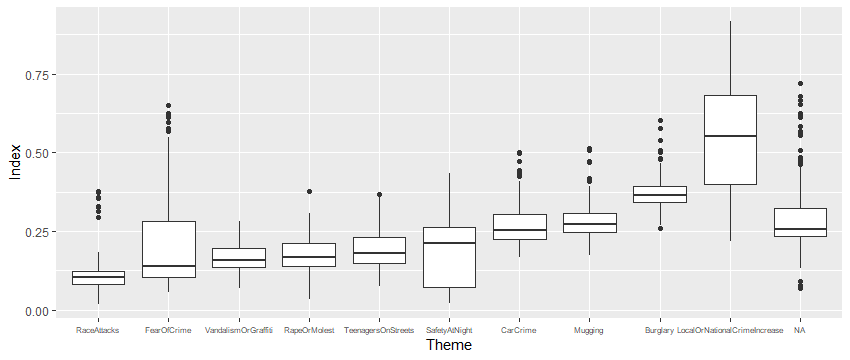 0.75
0.50
0.25
0.00
Index
RaceAttacks FearOfCrime VandalismOrGraffiti RapeOrMolest TeenagersOnStreets SafetyAtNight CarCrime Mugging Burglary LocalOrNationalCrimeIncrease NA
Theme